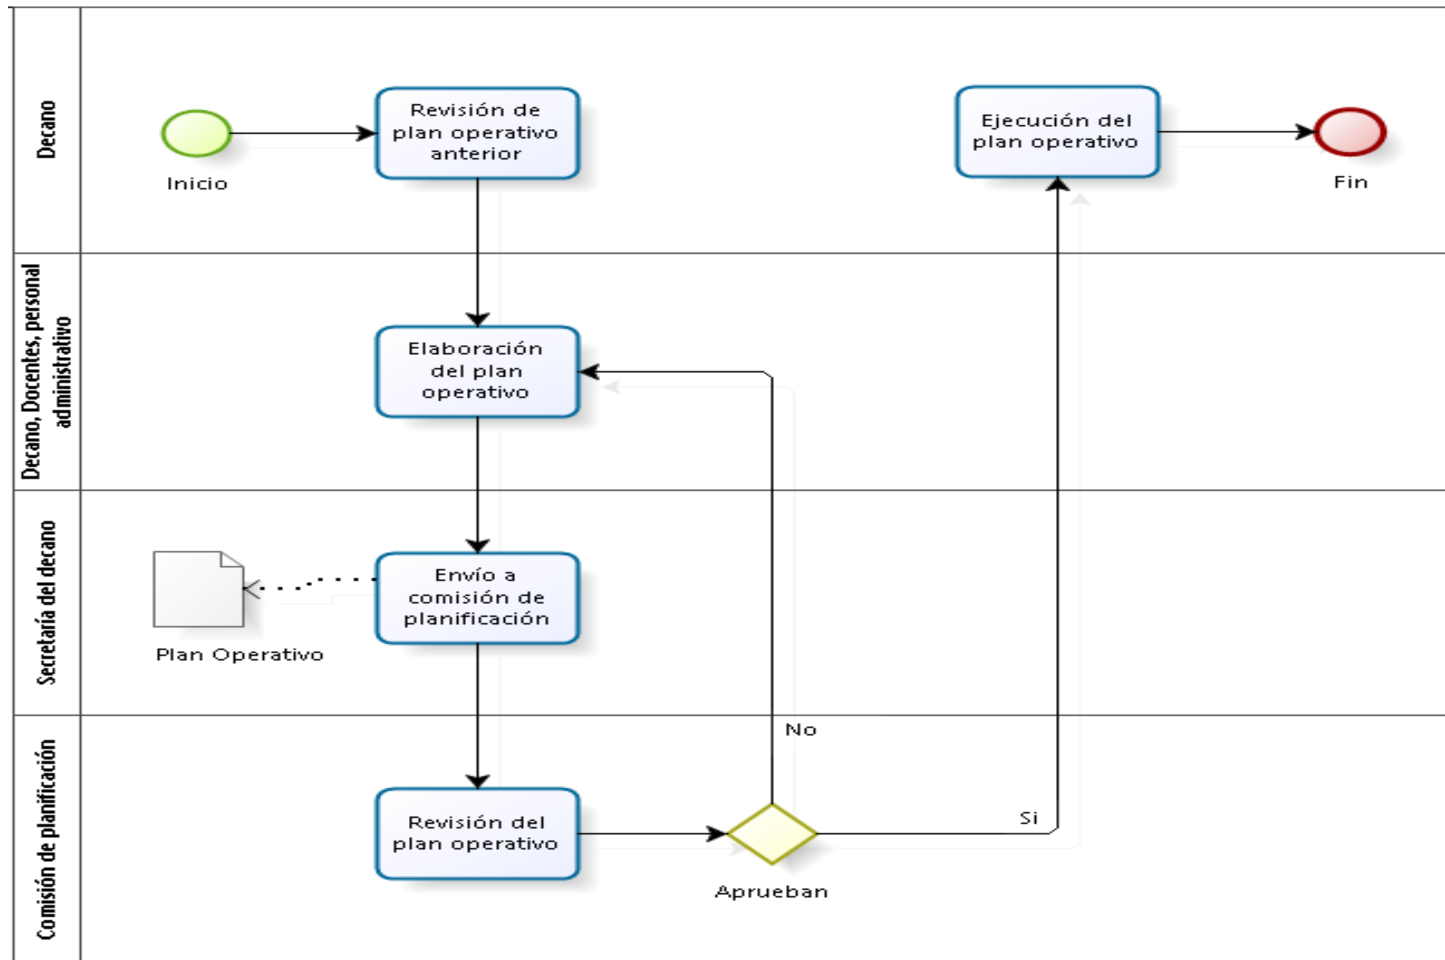 Decano
Inicio
Revisión de
plan operativo
anterior
Ejecución del
plan operativo
Fin
Decano, Docentes, personal
administrativo
Elaboración
del plan
operativo
Secretaría del decano
Plan Operativo
Envío a
comisión de
planificación
Comisión de planificación
Revisión del
plan operativo
No
Aprueban
Si